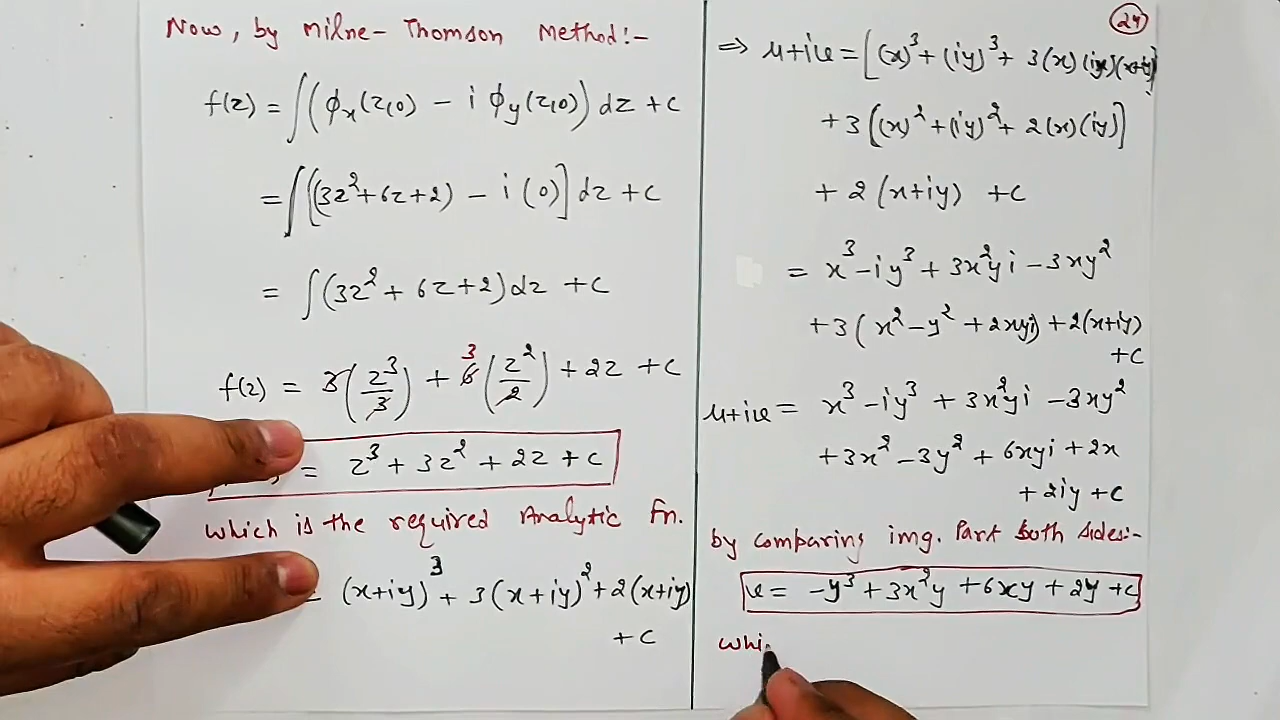 Now, by Milne-Thomson Method:-
f(z) = ∫(ϕx(z,0) - i ϕy(z,0)) dz + c
= ∫[(3z²+6z+2) - i (0)] dz + c
= ∫(3z² + 6z+2) dz + c
3
f(z) = 3(z³/3) + 6(z²/2) + 2z + c
= z³ + 3z² + 2z + c
which is the required Analytic Fn.
= (x+iy)³ + 3(x+iy)² + 2(x+iy)
+ c
24
⇒ u+iv = [(x)³ + (iy)³ + 3(x)(iy)(x+iy)]
+ 3[(x)² + (iy)² + 2(x)(iy)]
+ 2(x+iy) + c
= x³ - iy³ + 3x²yi - 3xy²
+ 3(x² - y² + 2xyi) + 2(x+iy)
+ c
u+iv = x³ - iy³ + 3x²yi - 3xy²
+ 3x² - 3y² + 6xyi + 2x
+ 2iy + c
by comparing img. Part both sides:-
v = -y³ + 3x²y + 6xy + 2y + c
whi